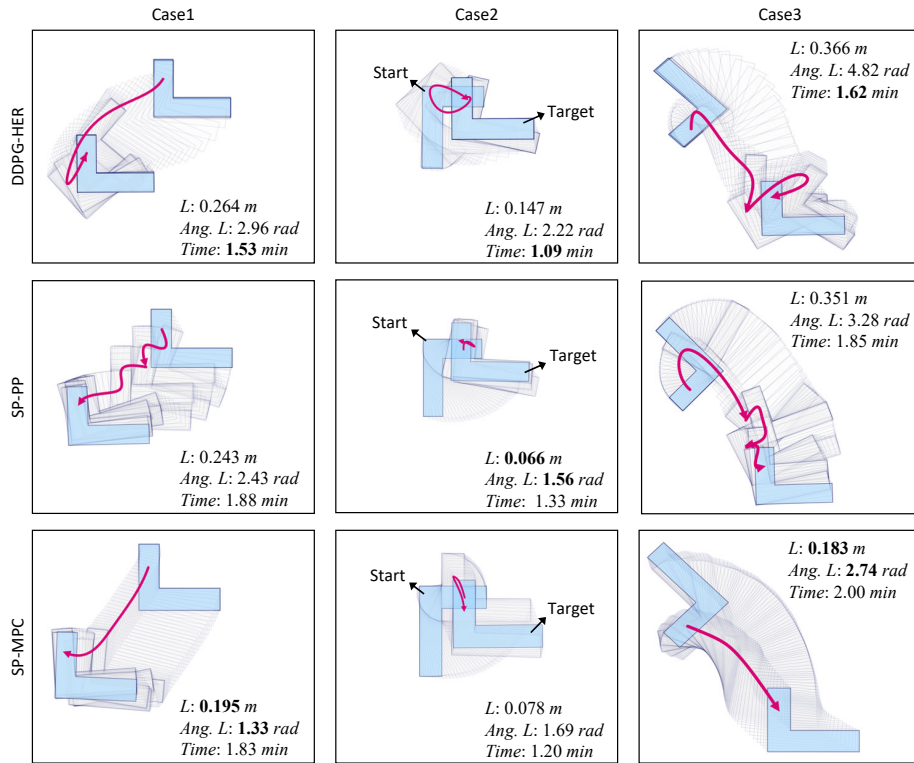 Case1
Case2
Case3
DDPG-HER
L: 0.264 m
Ang. L: 2.96 rad
Time: 1.53 min
Start
Target
L: 0.147 m
Ang. L: 2.22 rad
Time: 1.09 min
L: 0.366 m
Ang. L: 4.82 rad
Time: 1.62 min
SP-PP
L: 0.243 m
Ang. L: 2.43 rad
Time: 1.88 min
Start
Target
L: 0.066 m
Ang. L: 1.56 rad
Time: 1.33 min
L: 0.351 m
Ang. L: 3.28 rad
Time: 1.85 min
SP-MPC
L: 0.195 m
Ang. L: 1.33 rad
Time: 1.83 min
Start
Target
L: 0.078 m
Ang. L: 1.69 rad
Time: 1.20 min
L: 0.183 m
Ang. L: 2.74 rad
Time: 2.00 min